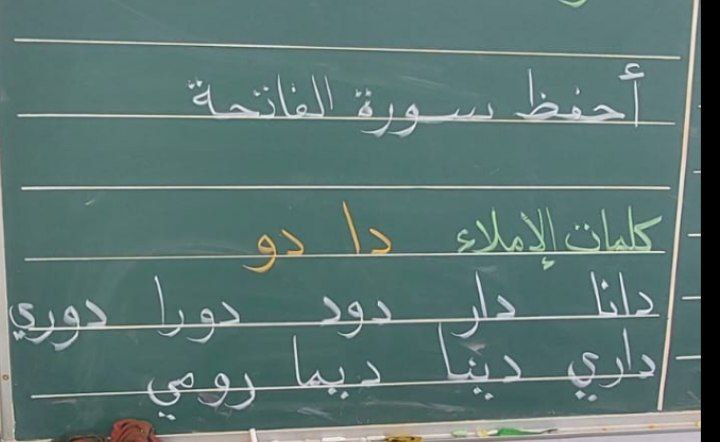 أحفظ سورة الفاتحة
كلمات الإملاء دا دو
دانا دار دود دورا دوري
داري دينا ديما رومي